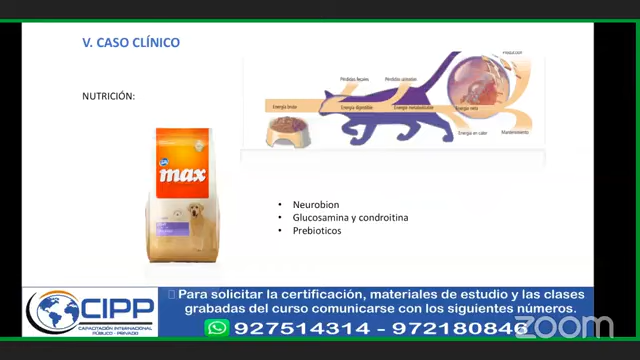 V. CASO CLÍNICO
NUTRICIÓN:
Pérdidas fecales
Pérdidas urinarias
Producción
Energía bruta
Energía digestible
Energía metabolizable
Energía neta
Energía en calor
Mantenimiento
max
• Neurobion
• Glucosamina y condroitina
• Prebioticos
CIPP
CAPACITACIÓN INTERNACIONAL
PÚBLICO - PRIVADO
Para solicitar la certificación, materiales de estudio y las clases
grabadas del curso comunicarse con los siguientes números.
927514314 - 972180846
zoom